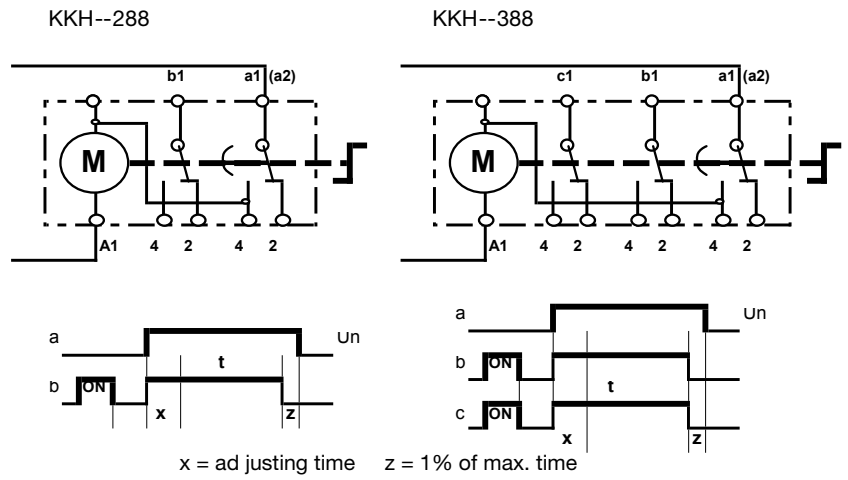 KKH--288
KKH--388
b1 a1 (a2)
c1 b1 a1 (a2)
M
M
A1 4 2 4 2
A1 4 2 4 2 4 2
a Un
t
b ON
x z
a Un
b ON
t
c ON
x z
x = ad justing time z = 1% of max. time